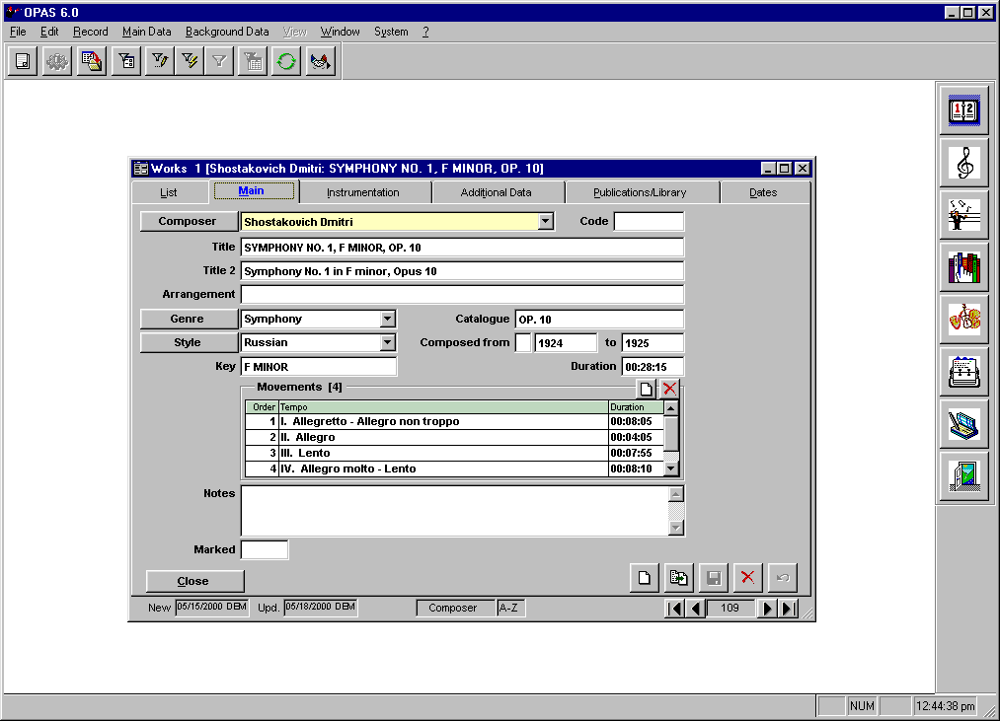 OPAS 6.0
File Edit Record Main Data Background Data View Window System ?
1 2
Works 1 [Shostakovich Dmitri: SYMPHONY NO. 1, F MINOR, OP. 10]
List Main Instrumentation Additional Data Publications/Library Dates
Composer Shostakovich Dmitri Code
Title SYMPHONY NO. 1, F MINOR, OP. 10
Title 2 Symphony No. 1 in F minor, Opus 10
Arrangement
Genre Symphony Catalogue OP. 10
Style Russian Composed from 1924 to 1925
Key F MINOR Duration 00:28:15
Movements [4]
Order Tempo Duration
1 I. Allegretto - Allegro non troppo 00:08:05
2 II. Allegro 00:04:05
3 III. Lento 00:07:55
4 IV. Allegro molto - Lento 00:08:10
Notes
Marked
Close
New 05/15/2000 DEM Upd. 05/18/2000 DEM Composer A-Z 109
NUM 12:44:38 pm